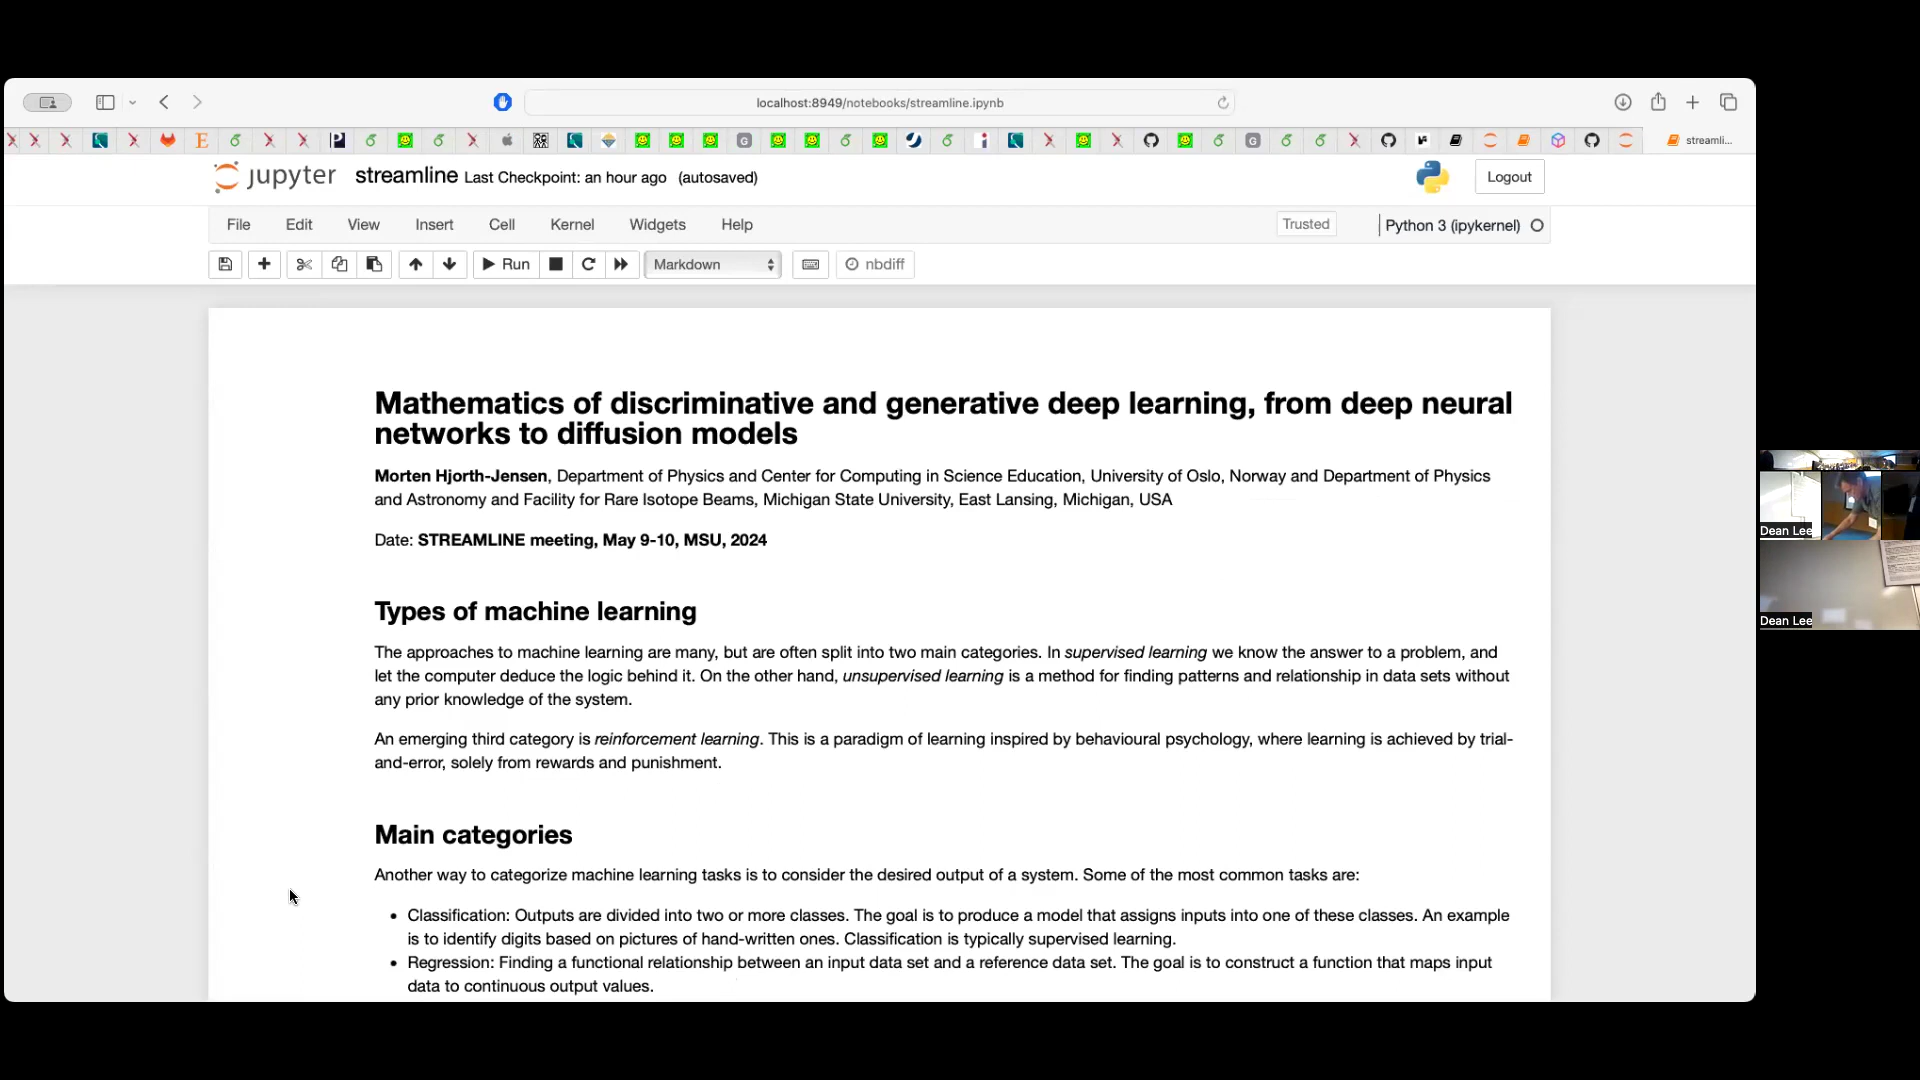 localhost:8949/notebooks/streamline.ipynb
streamli...
jupyter streamline Last Checkpoint: an hour ago (autosaved)
Logout
File Edit View Insert Cell Kernel Widgets Help
Trusted
Python 3 (ipykernel)
Run
Markdown
nbdiff
Mathematics of discriminative and generative deep learning, from deep neural
networks to diffusion models
Morten Hjorth-Jensen, Department of Physics and Center for Computing in Science Education, University of Oslo, Norway and Department of Physics
and Astronomy and Facility for Rare Isotope Beams, Michigan State University, East Lansing, Michigan, USA
Date: STREAMLINE meeting, May 9-10, MSU, 2024
Types of machine learning
The approaches to machine learning are many, but are often split into two main categories. In supervised learning we know the answer to a problem, and
let the computer deduce the logic behind it. On the other hand, unsupervised learning is a method for finding patterns and relationship in data sets without
any prior knowledge of the system.
An emerging third category is reinforcement learning. This is a paradigm of learning inspired by behavioural psychology, where learning is achieved by trial-
and-error, solely from rewards and punishment.
Main categories
Another way to categorize machine learning tasks is to consider the desired output of a system. Some of the most common tasks are:
• Classification: Outputs are divided into two or more classes. The goal is to produce a model that assigns inputs into one of these classes. An example
is to identify digits based on pictures of hand-written ones. Classification is typically supervised learning.
• Regression: Finding a functional relationship between an input data set and a reference data set. The goal is to construct a function that maps input
data to continuous output values.
Dean Lee
Dean Lee